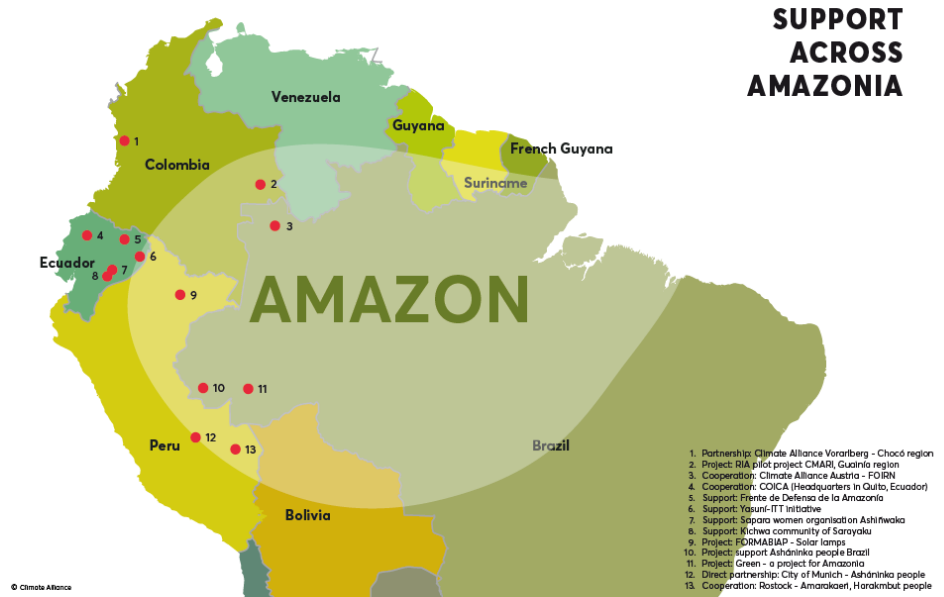 SUPPORT
ACROSS
AMAZONIA
Venezuela
Guyana
French Guyana
1
Colombia
Suriname
2
3
4
5
Ecuador
6
7
8
9
AMAZON
10
11
Peru
12
13
Brazil
Bolivia
1. Partnership: Climate Alliance Vorarlberg - Chocó region
2. Project: RIA pilot project CMARI, Guainía region
3. Cooperation: Climate Alliance Austria - FOIRN
4. Cooperation: COICA (Headquarters in Quito, Ecuador)
5. Support: Frente de Defensa de la Amazonía
6. Support: Yasuní-ITT initiative
7. Support: Sapara women organisation Ashiñwaka
8. Support: Kichwa community of Sarayaku
9. Project: FORMABIAP - Solar lamps
10. Project: support Asháninka people Brazil
11. Project: Green - a project for Amazonia
12. Direct partnership: City of Munich - Asháninka people
13. Cooperation: Rostock - Amarakaeri, Harakmbut people
© Climate Alliance